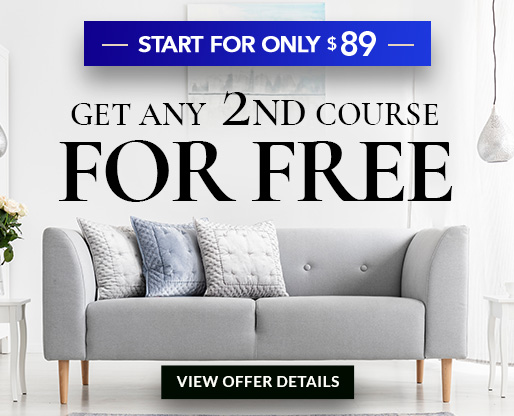 — START FOR ONLY $89 —
GET ANY 2ND COURSE
FOR FREE
VIEW OFFER DETAILS